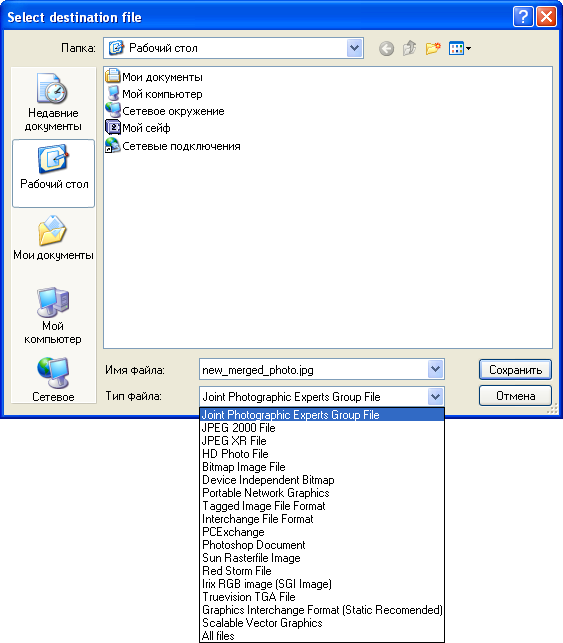 Select destination file
Папка:
Рабочий стол
Недавние
документы
Рабочий стол
Мои документы
Мой
компьютер
Сетевое
Мои документы
Мой компьютер
Сетевое окружение
Мой сейф
Сетевые подключения
Имя файла:
new_merged_photo.jpg
Сохранить
Тип файла:
Joint Photographic Experts Group File
Отмена
Joint Photographic Experts Group File
JPEG 2000 File
JPEG XR File
HD Photo File
Bitmap Image File
Device Independent Bitmap
Portable Network Graphics
Tagged Image File Format
Interchange File Format
PCExchange
Photoshop Document
Sun Rasterfile Image
Red Storm File
Irix RGB image (SGI Image)
Truevision TGA File
Graphics Interchange Format (Static Recomended)
Scalable Vector Graphics
All files